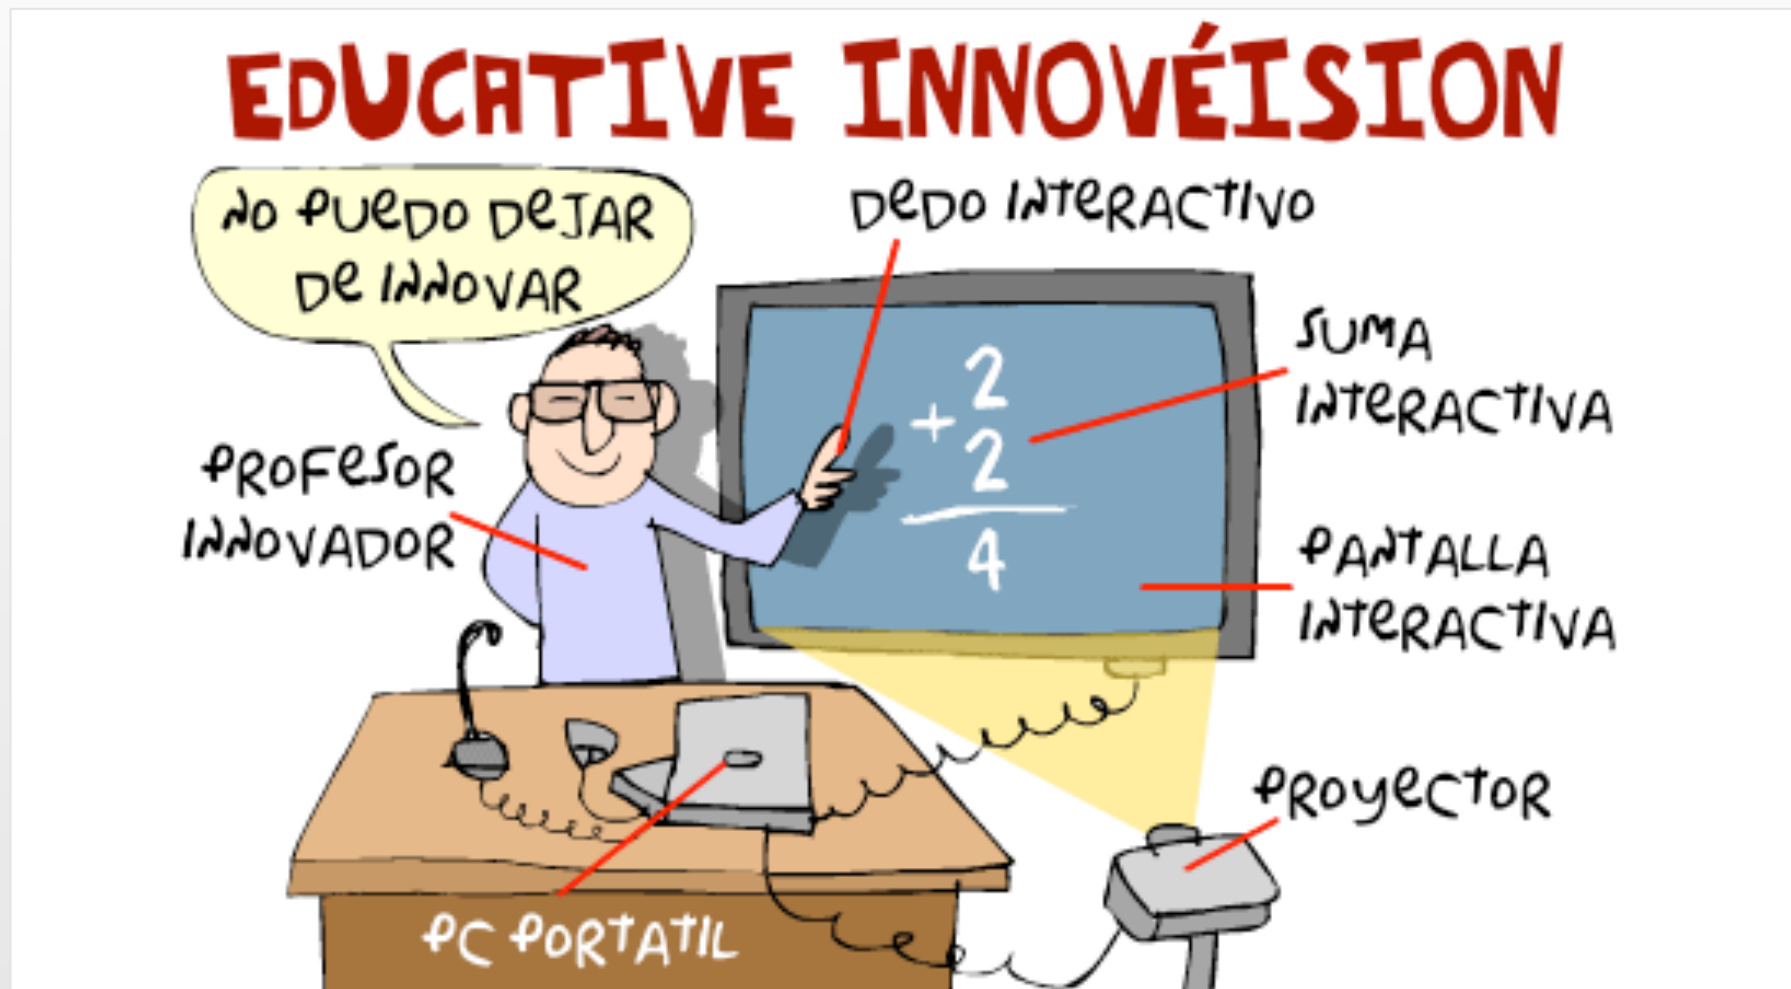 EDUCATIVE INNOVÉISION
NO PUEDO DEJAR
DE INNOVAR
DEDO INTERACTIVO
SUMA
INTERACTIVA
2
+
2
4
PROFESOR
INNOVADOR
PANTALLA
INTERACTIVA
PROYECTOR
PC PORTATIL